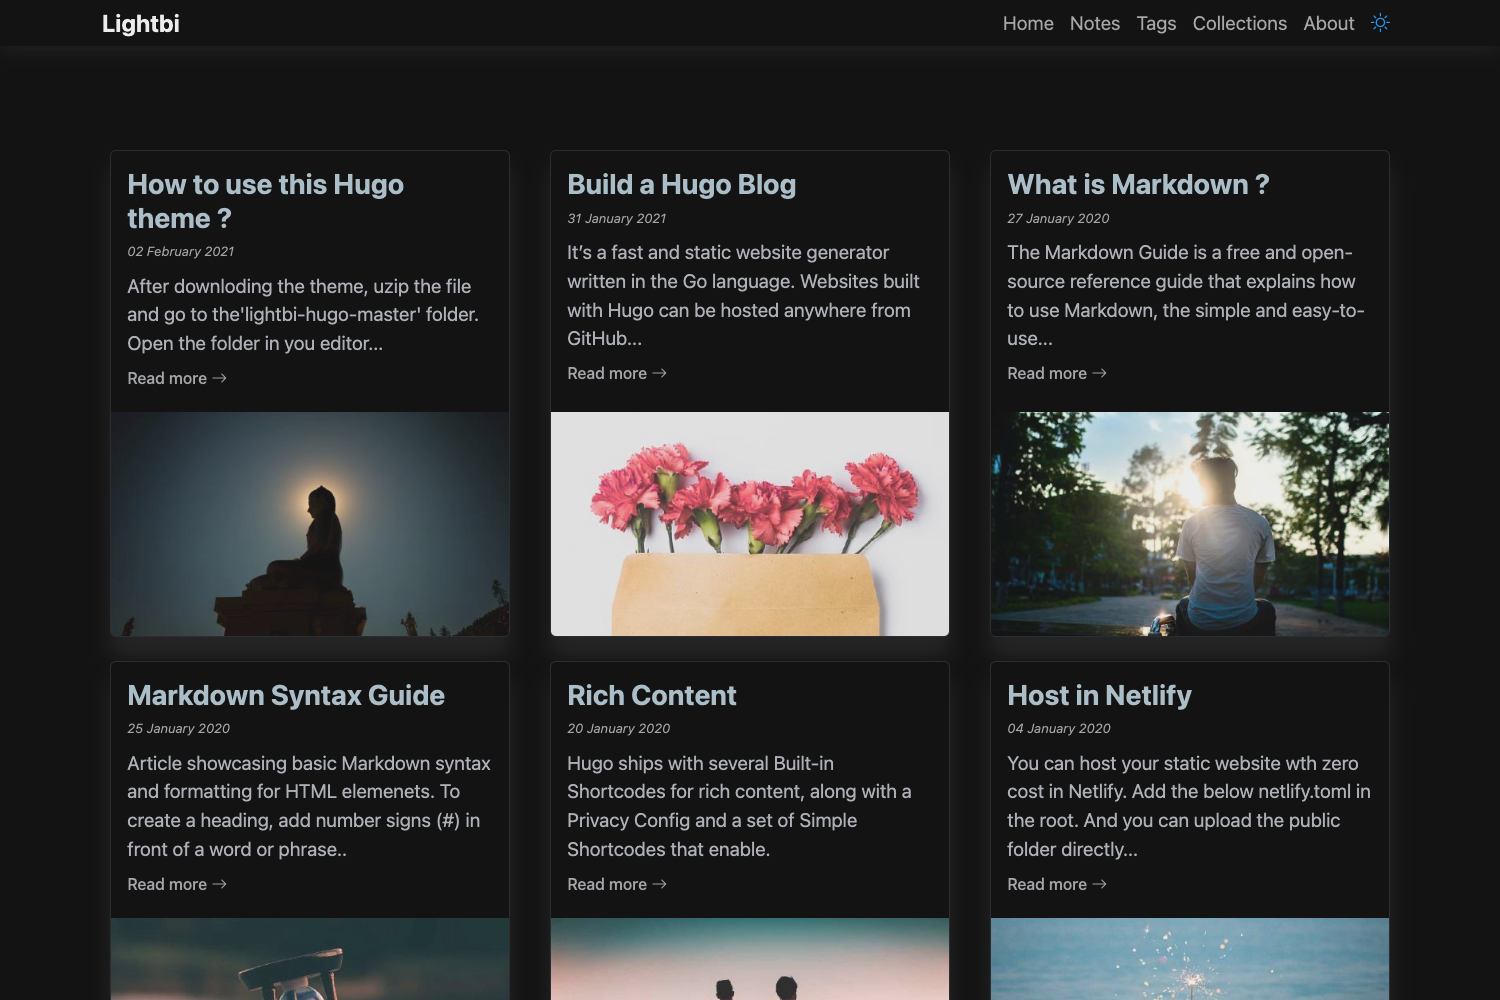 Lightbi
Home Notes Tags Collections About
How to use this Hugo
theme ?
02 February 2021
After downloding the theme, uzip the file
and go to the'lightbi-hugo-master' folder.
Open the folder in you editor...
Read more →
Build a Hugo Blog
31 January 2021
It's a fast and static website generator
written in the Go language. Websites built
with Hugo can be hosted anywhere from
GitHub...
Read more →
What is Markdown ?
27 January 2020
The Markdown Guide is a free and open-
source reference guide that explains how
to use Markdown, the simple and easy-to-
use...
Read more →
Markdown Syntax Guide
25 January 2020
Article showcasing basic Markdown syntax
and formatting for HTML elemenets. To
create a heading, add number signs (#) in
front of a word or phrase..
Read more →
Rich Content
20 January 2020
Hugo ships with several Built-in
Shortcodes for rich content, along with a
Privacy Config and a set of Simple
Shortcodes that enable.
Read more →
Host in Netlify
04 January 2020
You can host your static website wth zero
cost in Netlify. Add the below netlify.toml in
the root. And you can upload the public
folder directly...
Read more →